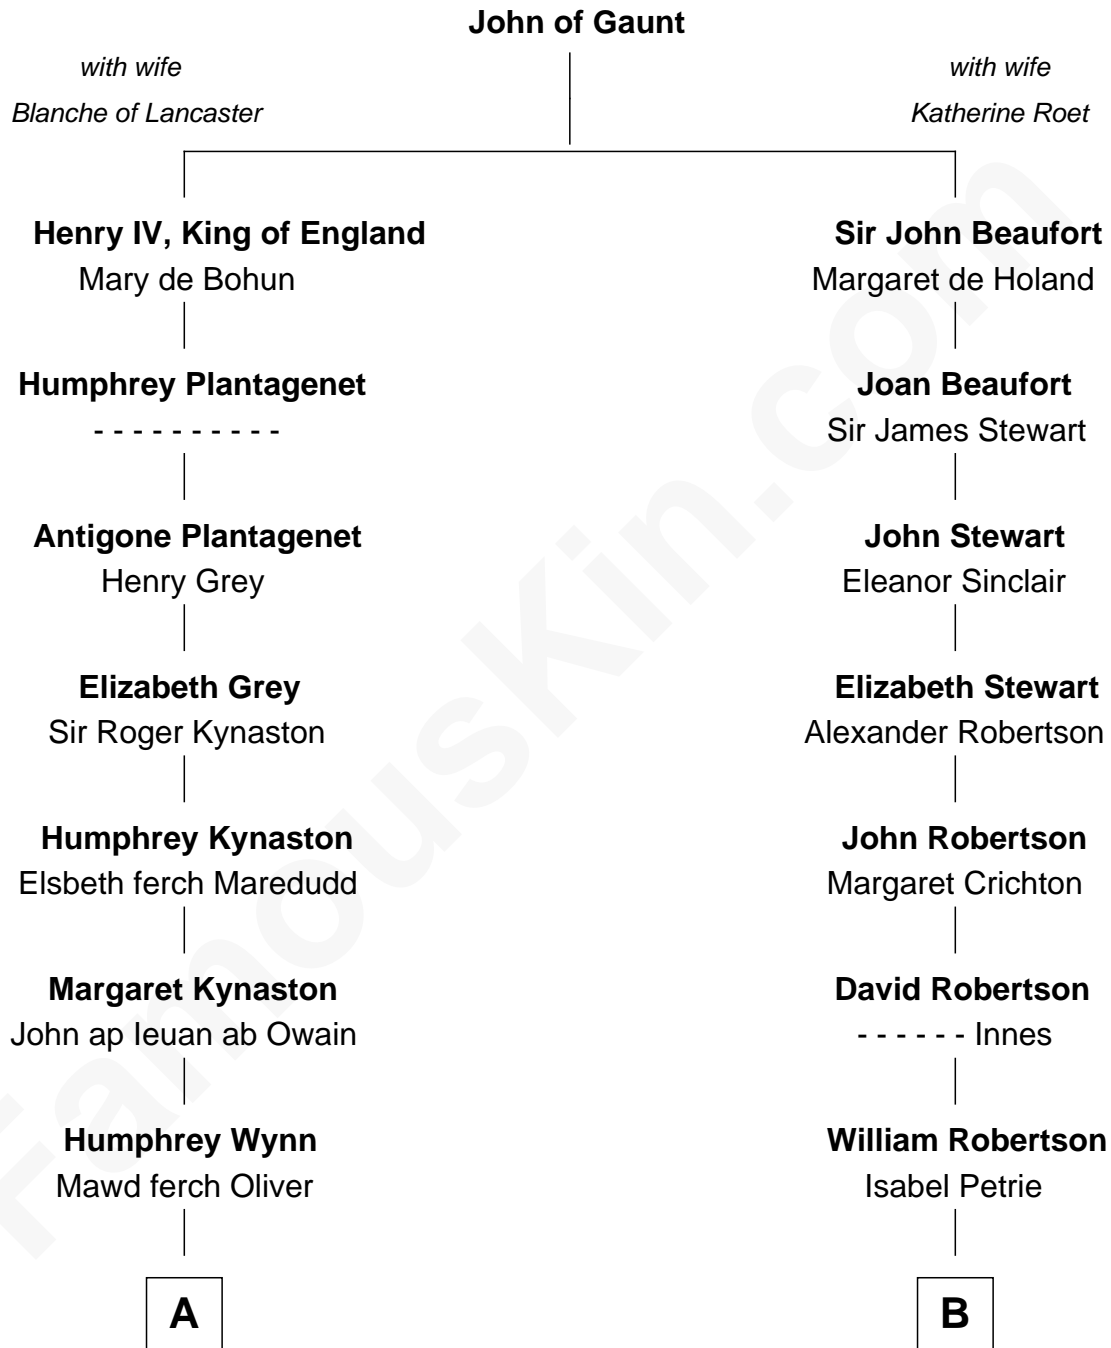 John of Gaunt
with wife
Blanche of Lancaster
with wife
Katherine Roet
Henry IV, King of England
Mary de Bohun
Sir John Beaufort
Margaret de Holand
Humphrey Plantagenet
- - - - - - - - - -
Joan Beaufort
Sir James Stewart
Antigone Plantagenet
Henry Grey
John Stewart
Eleanor Sinclair
Elizabeth Grey
Sir Roger Kynaston
Elizabeth Stewart
Alexander Robertson
Humphrey Kynaston
Elsbeth ferch Maredudd
John Robertson
Margaret Crichton
Margaret Kynaston
John ap Ieuan ab Owain
David Robertson
- - - - - - Innes
Humphrey Wynn
Mawd ferch Oliver
William Robertson
Isabel Petrie
A
B
FamousKin.com